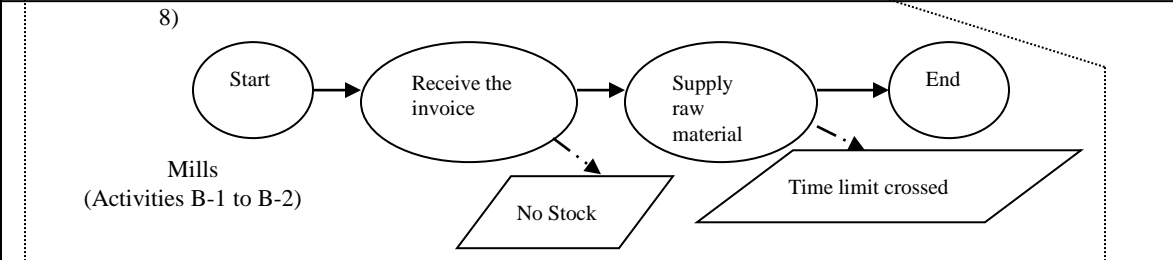 8)
Start
Receive the
invoice
Supply
raw
material
End
Mills
(Activities B-1 to B-2)
No Stock
Time limit crossed